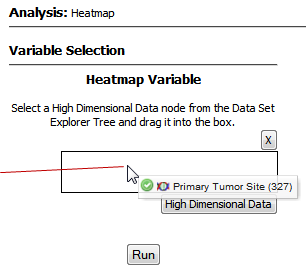 Analysis: Heatmap
Variable Selection
Heatmap Variable
Select a High Dimensional Data node from the Data Set
Explorer Tree and drag it into the box.
X
Primary Tumor Site (327)
High Dimensional Data
Run